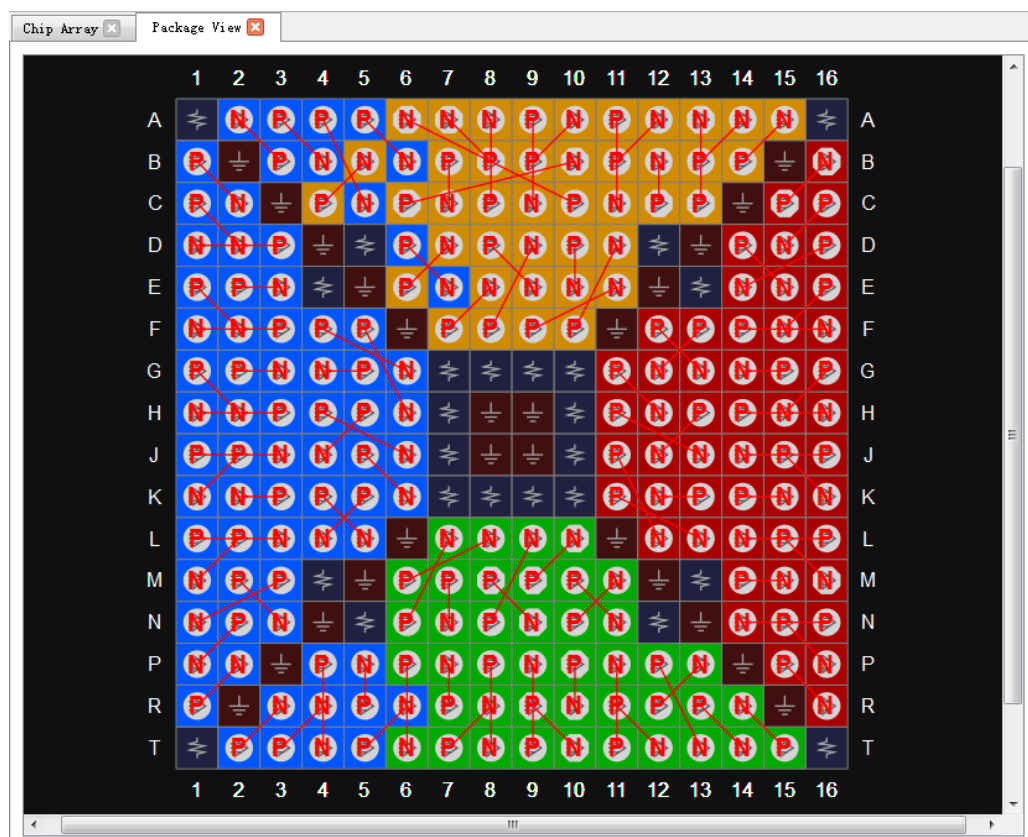 Chip Array
Package View
1 2 3 4 5 6 7 8 9 10 11 12 13 14 15 16
A N P P P N N N P N P N N N N A
B P P N N N P P P N P N N P N B
C P N P N P N P N P N P P P P C
D N N P P N P N P N P N P D
E P P N P N N N N N N N P E
F N N P P P P P P P P N P N N F
G P P N N P N P N N N P P G
H N N P P N N P N P P N N H
J P P N N P N P N N N P P J
K N N P P P N P N P P N P K
L P P N N N N N N N N N N P P L
M N P P P P P P P N P N N M
N N P N P N P N P N N P P N
P N N P P P N P N P N P N P N P
R P N N N N P N P N P P P N N R
T P P N P N P N P N P N N N P T
1 2 3 4 5 6 7 8 9 10 11 12 13 14 15 16